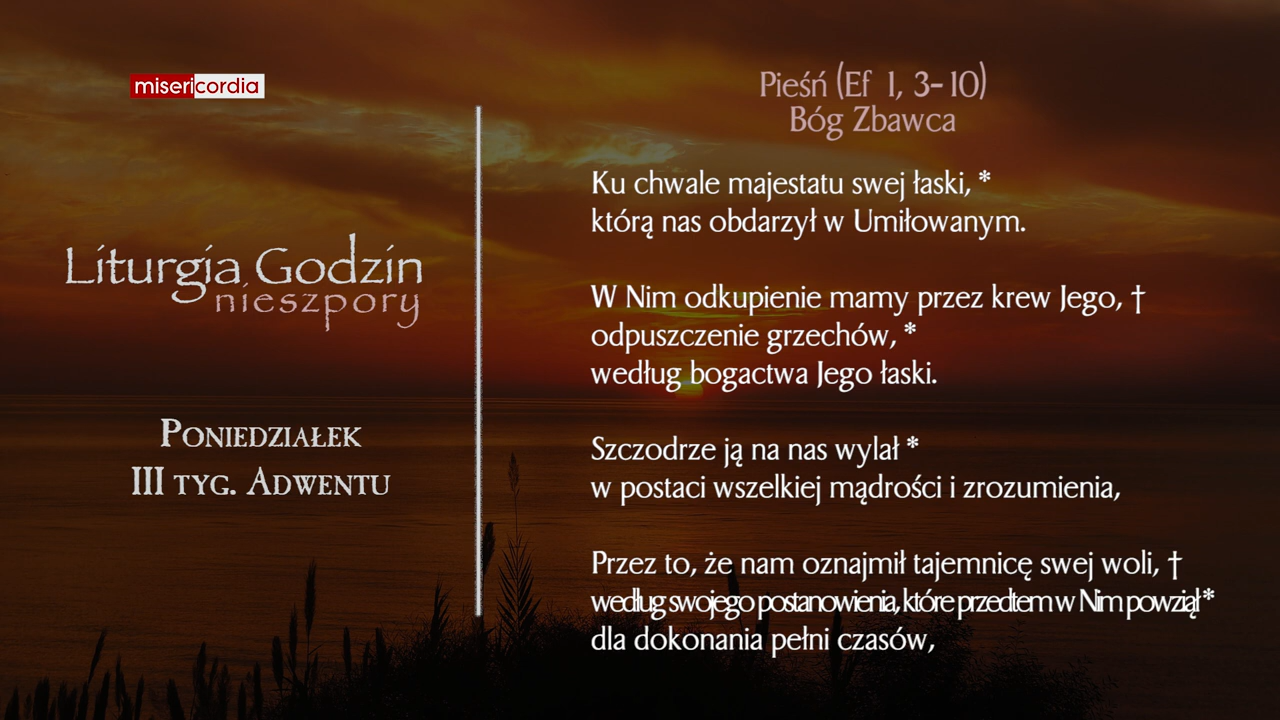 misericordia
Liturgia Godzin
nieszpory
Poniedziałek
III tyg. Adwentu
Pieśń (Ef 1, 3-10)
Bóg Zbawca
Ku chwale majestatu swej łaski, *
którą nas obdarzył w Umiłowanym.
W Nim odkupienie mamy przez krew Jego, †
odpuszczenie grzechów, *
według bogactwa Jego łaski.
Szczodrze ją na nas wylał *
w postaci wszelkiej mądrości i zrozumienia,
Przez to, że nam oznajmił tajemnicę swej woli, †
według swojego postanowienia, które przedtem w Nim powziął *
dla dokonania pełni czasów,